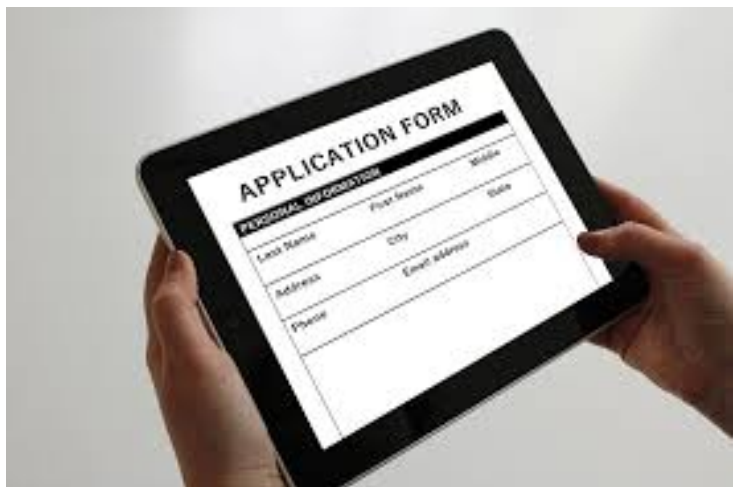 APPLICATION FORM
PERSONAL INFORMATION
Last Name First Name Middle
Address City State
Phone Email address